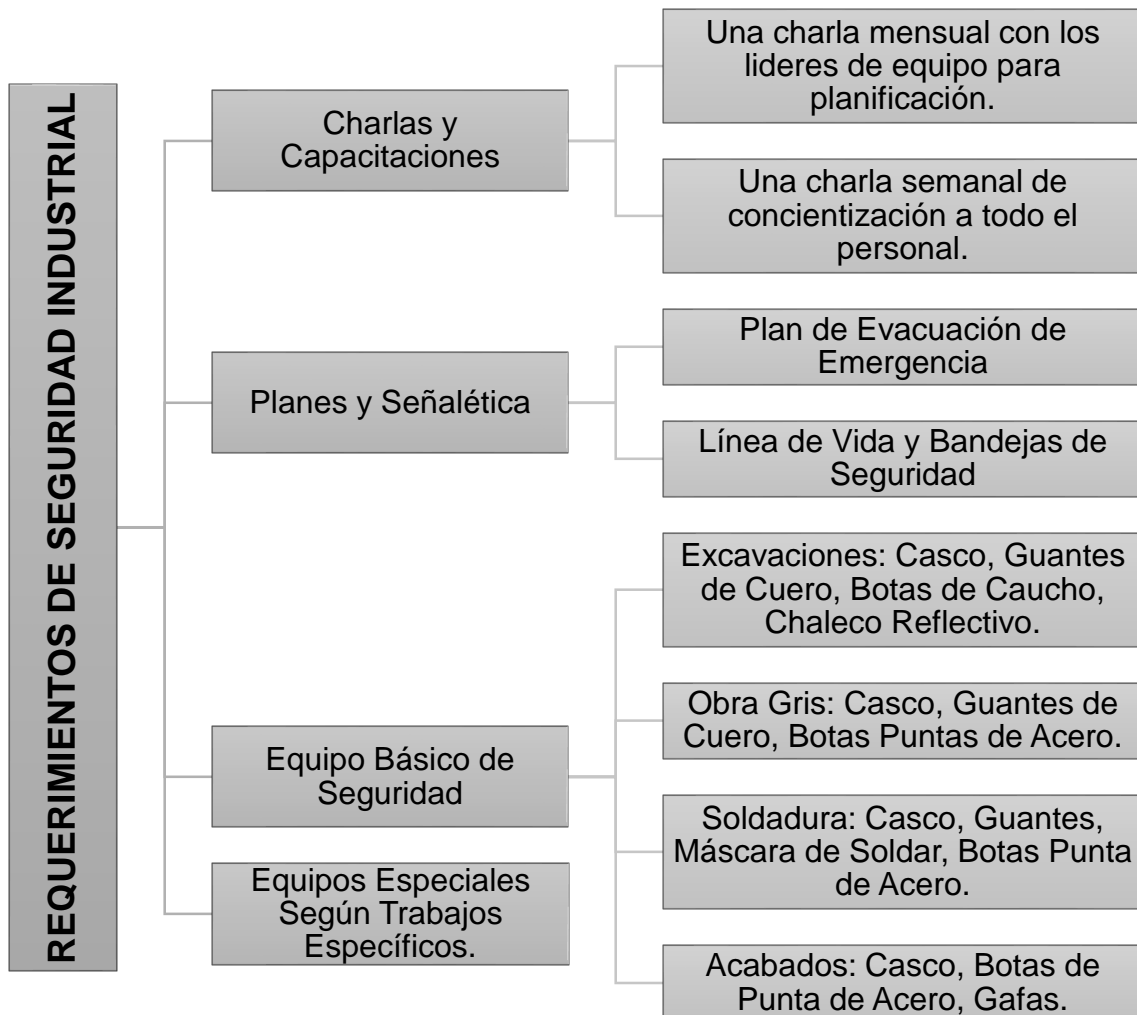 REQUERIMIENTOS DE SEGURIDAD INDUSTRIAL
Charlas y
Capacitaciones
Una charla mensual con los
lideres de equipo para
planificación.
Una charla semanal de
concientización a todo el
personal.
Planes y Señalética
Plan de Evacuación de
Emergencia
Línea de Vida y Bandejas de
Seguridad
Equipo Básico de
Seguridad
Excavaciones: Casco, Guantes
de Cuero, Botas de Caucho,
Chaleco Reflectivo.
Obra Gris: Casco, Guantes de
Cuero, Botas Puntas de Acero.
Soldadura: Casco, Guantes,
Máscara de Soldar, Botas Punta
de Acero.
Acabados: Casco, Botas de
Punta de Acero, Gafas.
Equipos Especiales
Según Trabajos
Específicos.